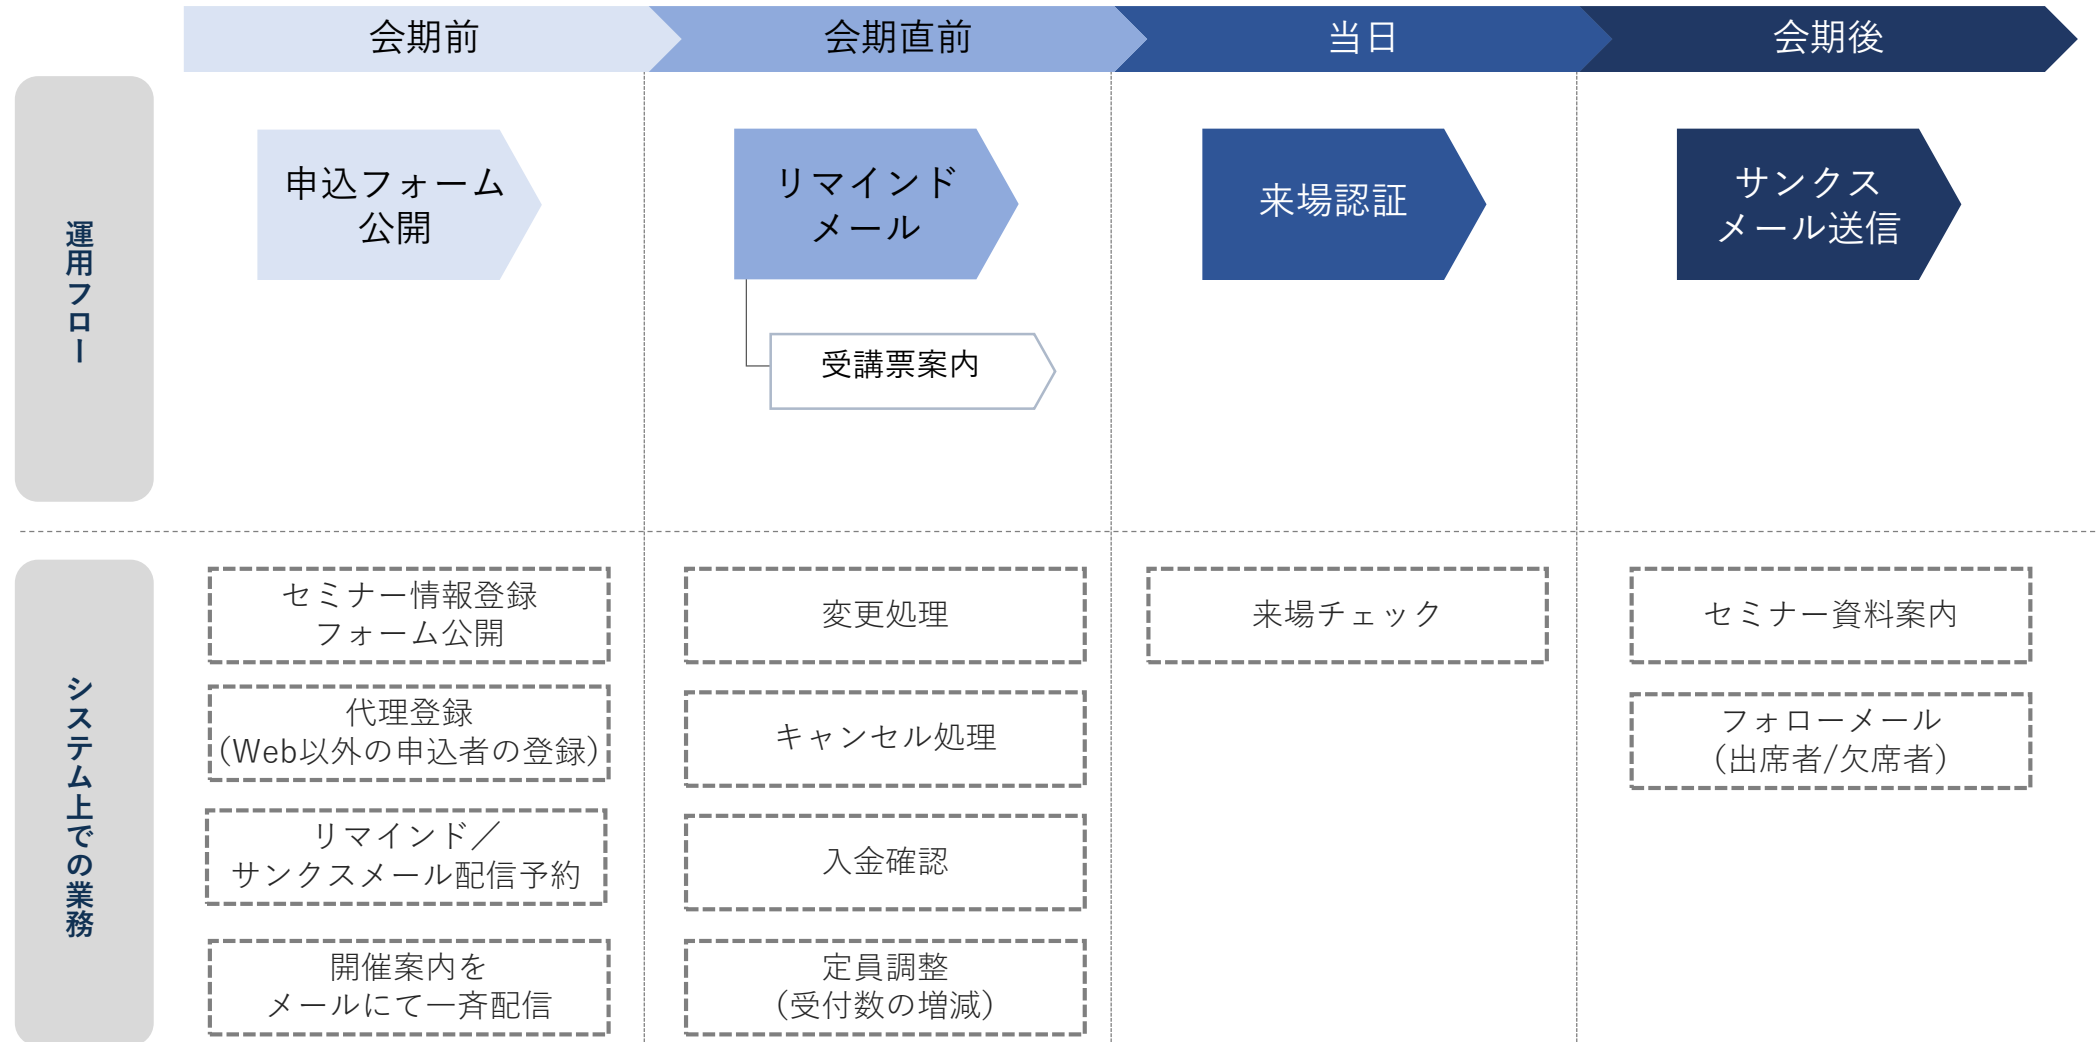 会期前
会期直前
当日
会期後
運用フロー
申込フォーム
公開
リマインド
メール
受講票案内
来場認証
サンクス
メール送信
システム上での業務
セミナー情報登録
フォーム公開
代理登録
（Web以外の申込者の登録）
リマインド／
サンクスメール配信予約
開催案内を
メールにて一斉配信
変更処理
キャンセル処理
入金確認
定員調整
（受付数の増減）
来場チェック
セミナー資料案内
フォローメール
（出席者/欠席者）